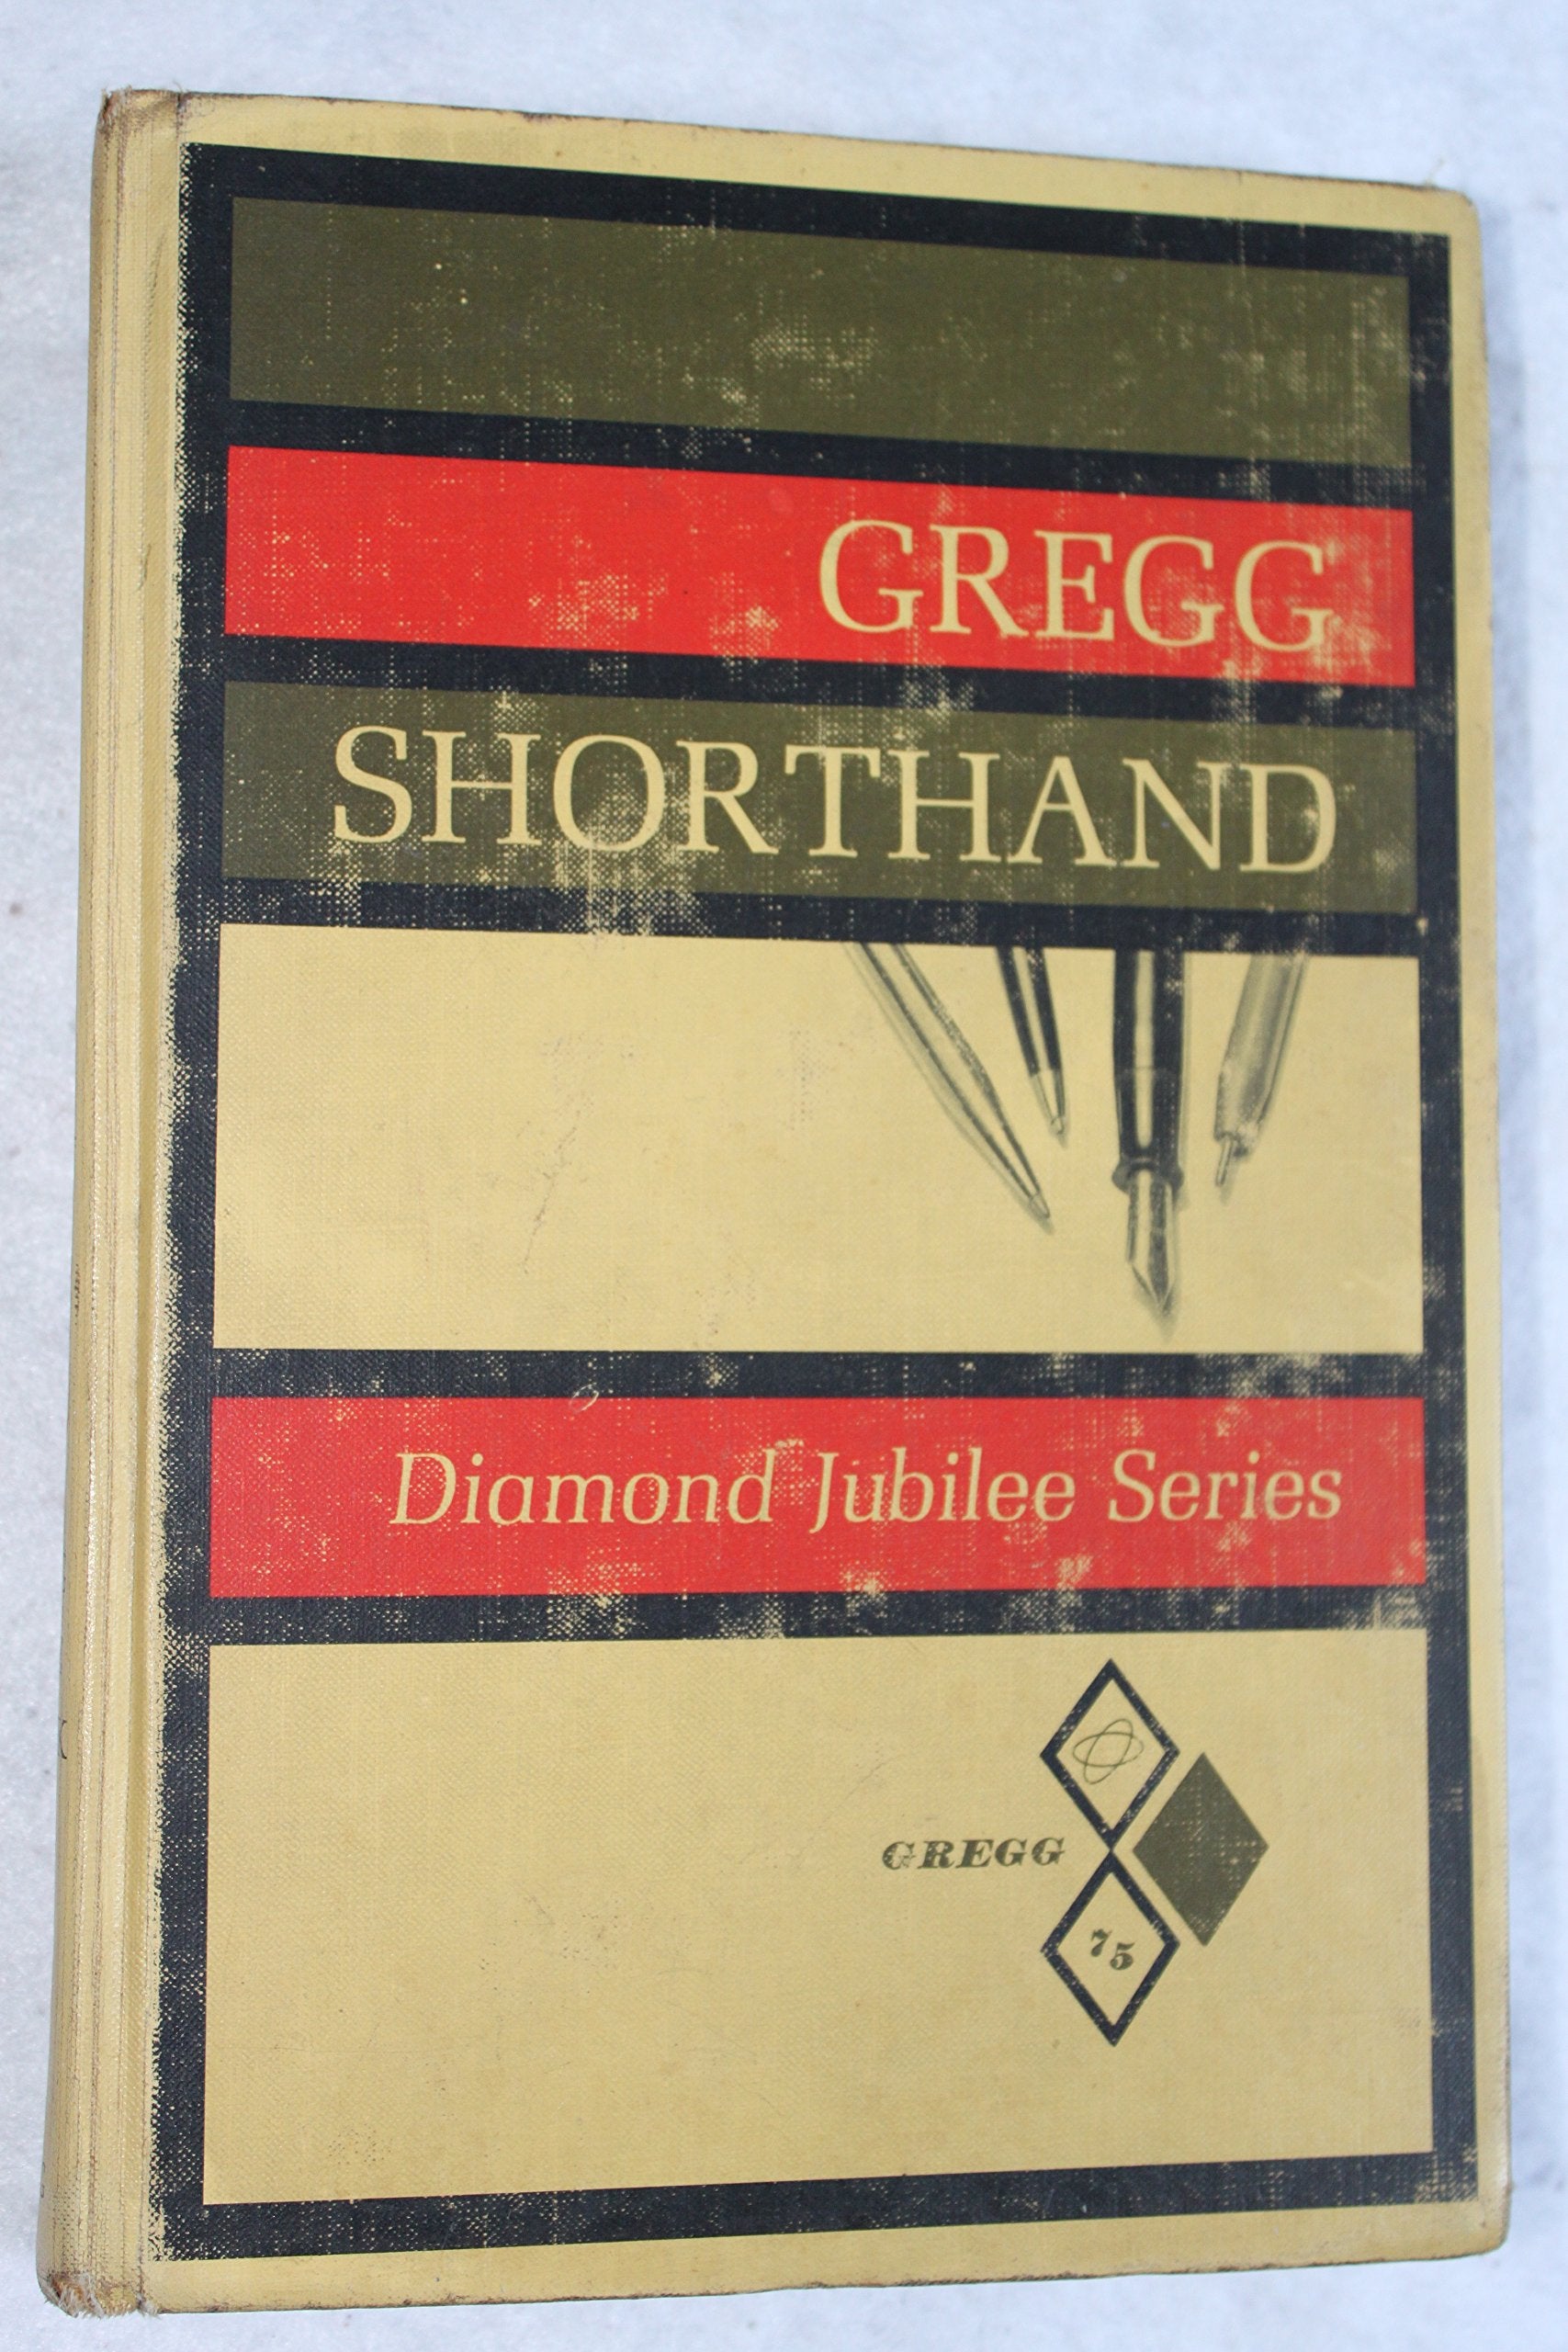 GREGG
SHORTHAND
Diamond Jubilee Series
GREGG
75